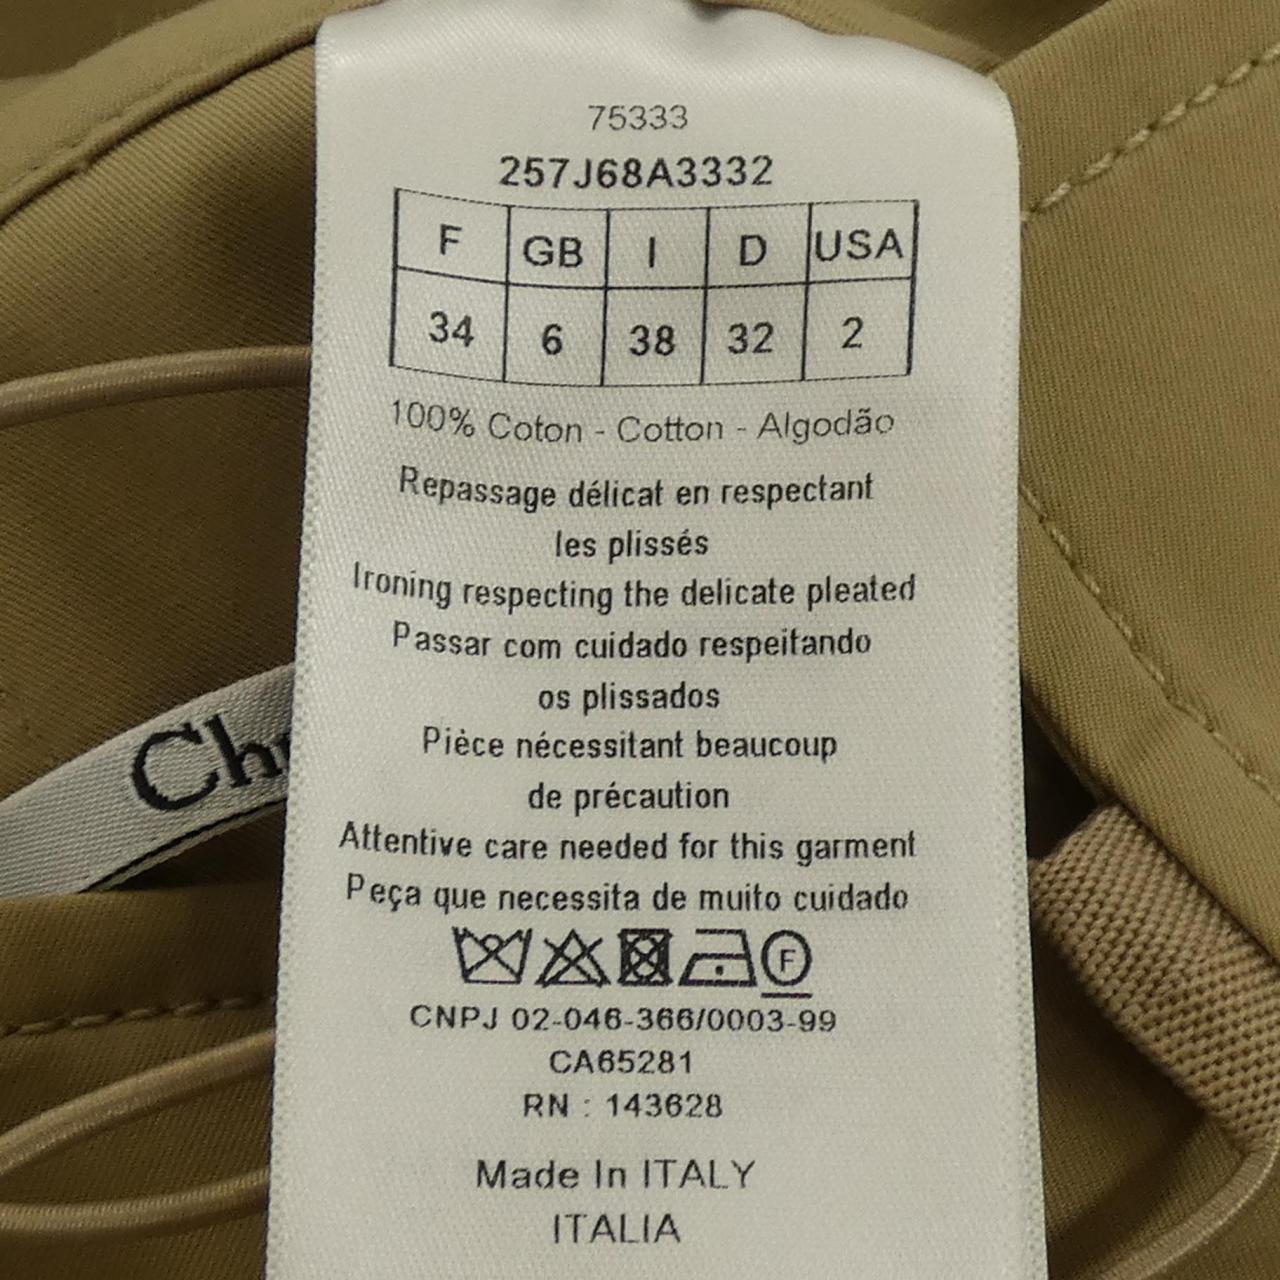 75333
257J68A3332
F GB I D USA
34 6 38 32 2
100% Coton - Cotton - Algodão
Repassage délicat en respectant
les plissés
Ironing respecting the delicate pleated
Passar com cuidado respeitando
os plissados
Pièce nécessitant beaucoup
de précaution
Attentive care needed for this garment
Peça que necessita de muito cuidado
F
CNPJ 02-046-366/0003-99
CA65281
RN : 143628
Made In ITALY
ITALIA